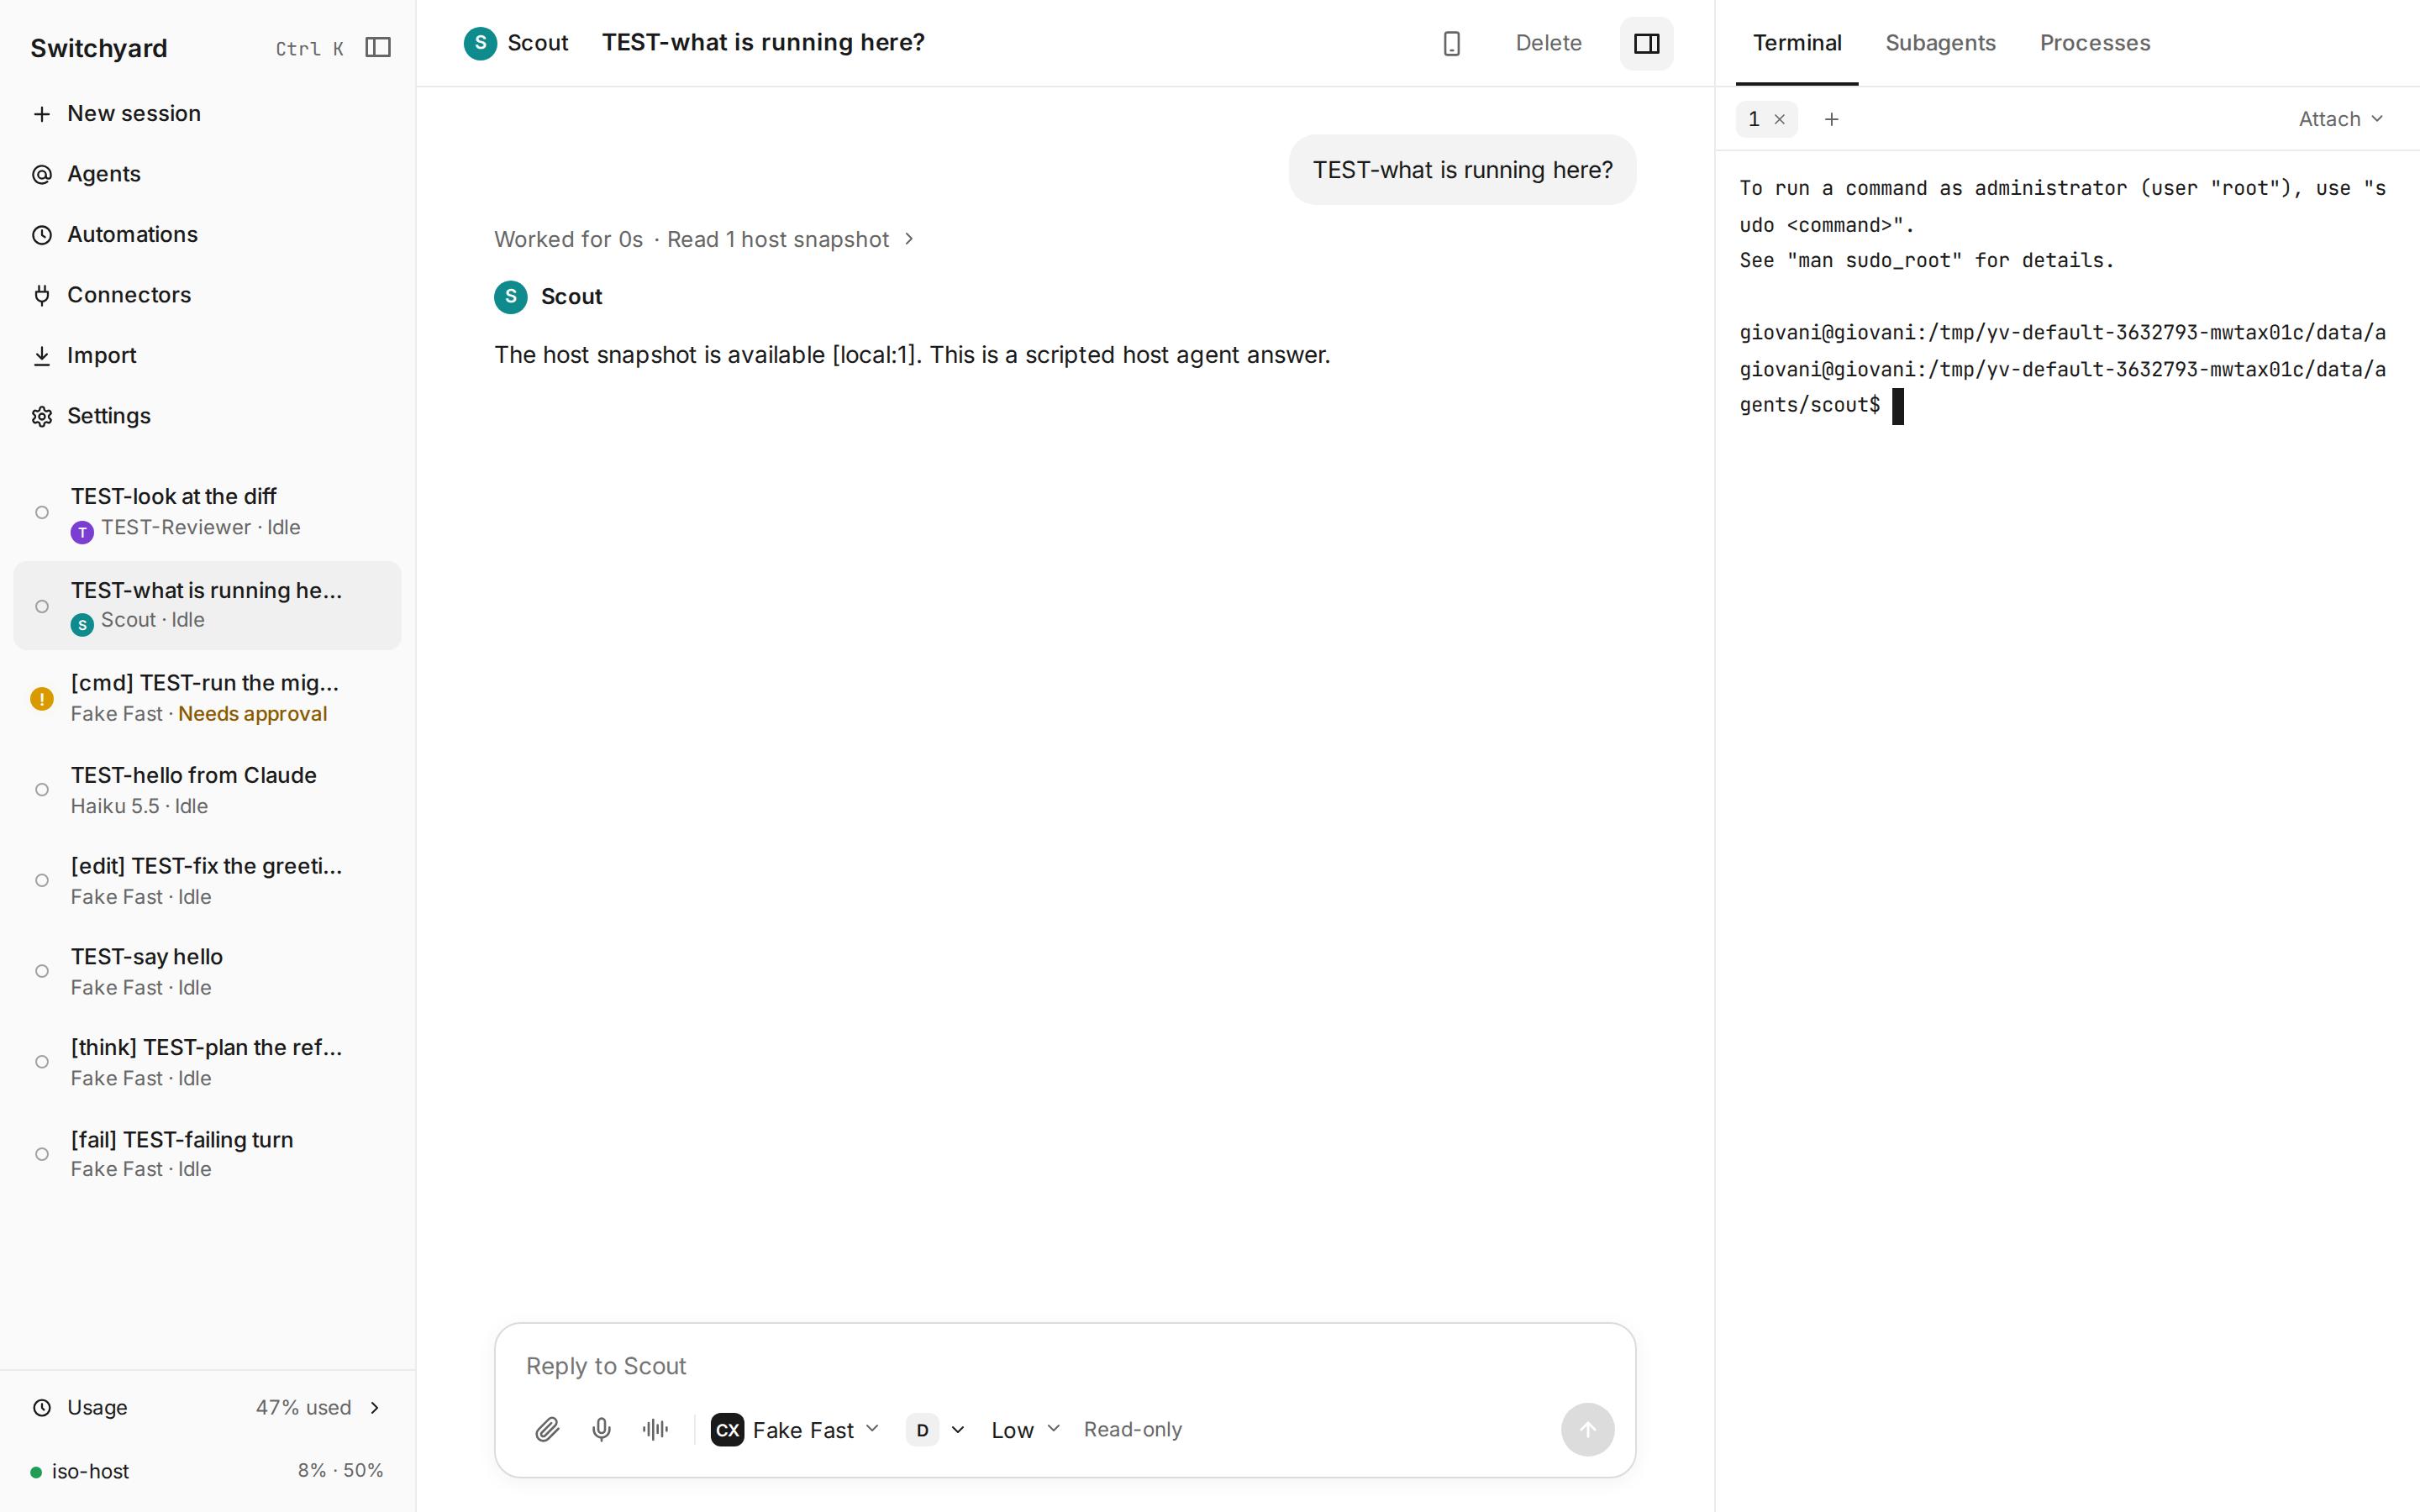 Switchyard Ctrl K
New session
Agents
Automations
Connectors
Import
Settings
TEST-look at the diff
T TEST-Reviewer · Idle
TEST-what is running he...
S Scout · Idle
[cmd] TEST-run the mig...
Fake Fast · Needs approval
TEST-hello from Claude
Haiku 5.5 · Idle
[edit] TEST-fix the greeti...
Fake Fast · Idle
TEST-say hello
Fake Fast · Idle
[think] TEST-plan the ref...
Fake Fast · Idle
[fail] TEST-failing turn
Fake Fast · Idle
Usage 47% used
iso-host 8% · 50%
S Scout TEST-what is running here? Delete
TEST-what is running here?
Worked for 0s · Read 1 host snapshot
S Scout
The host snapshot is available [local:1]. This is a scripted host agent answer.
Reply to Scout
CX Fake Fast D Low Read-only
Terminal Subagents Processes
1 Attach
To run a command as administrator (user "root"), use "s
udo <command>".
See "man sudo_root" for details.
giovani@giovani:/tmp/yv-default-3632793-mwtax01c/data/a
giovani@giovani:/tmp/yv-default-3632793-mwtax01c/data/a
gents/scout$